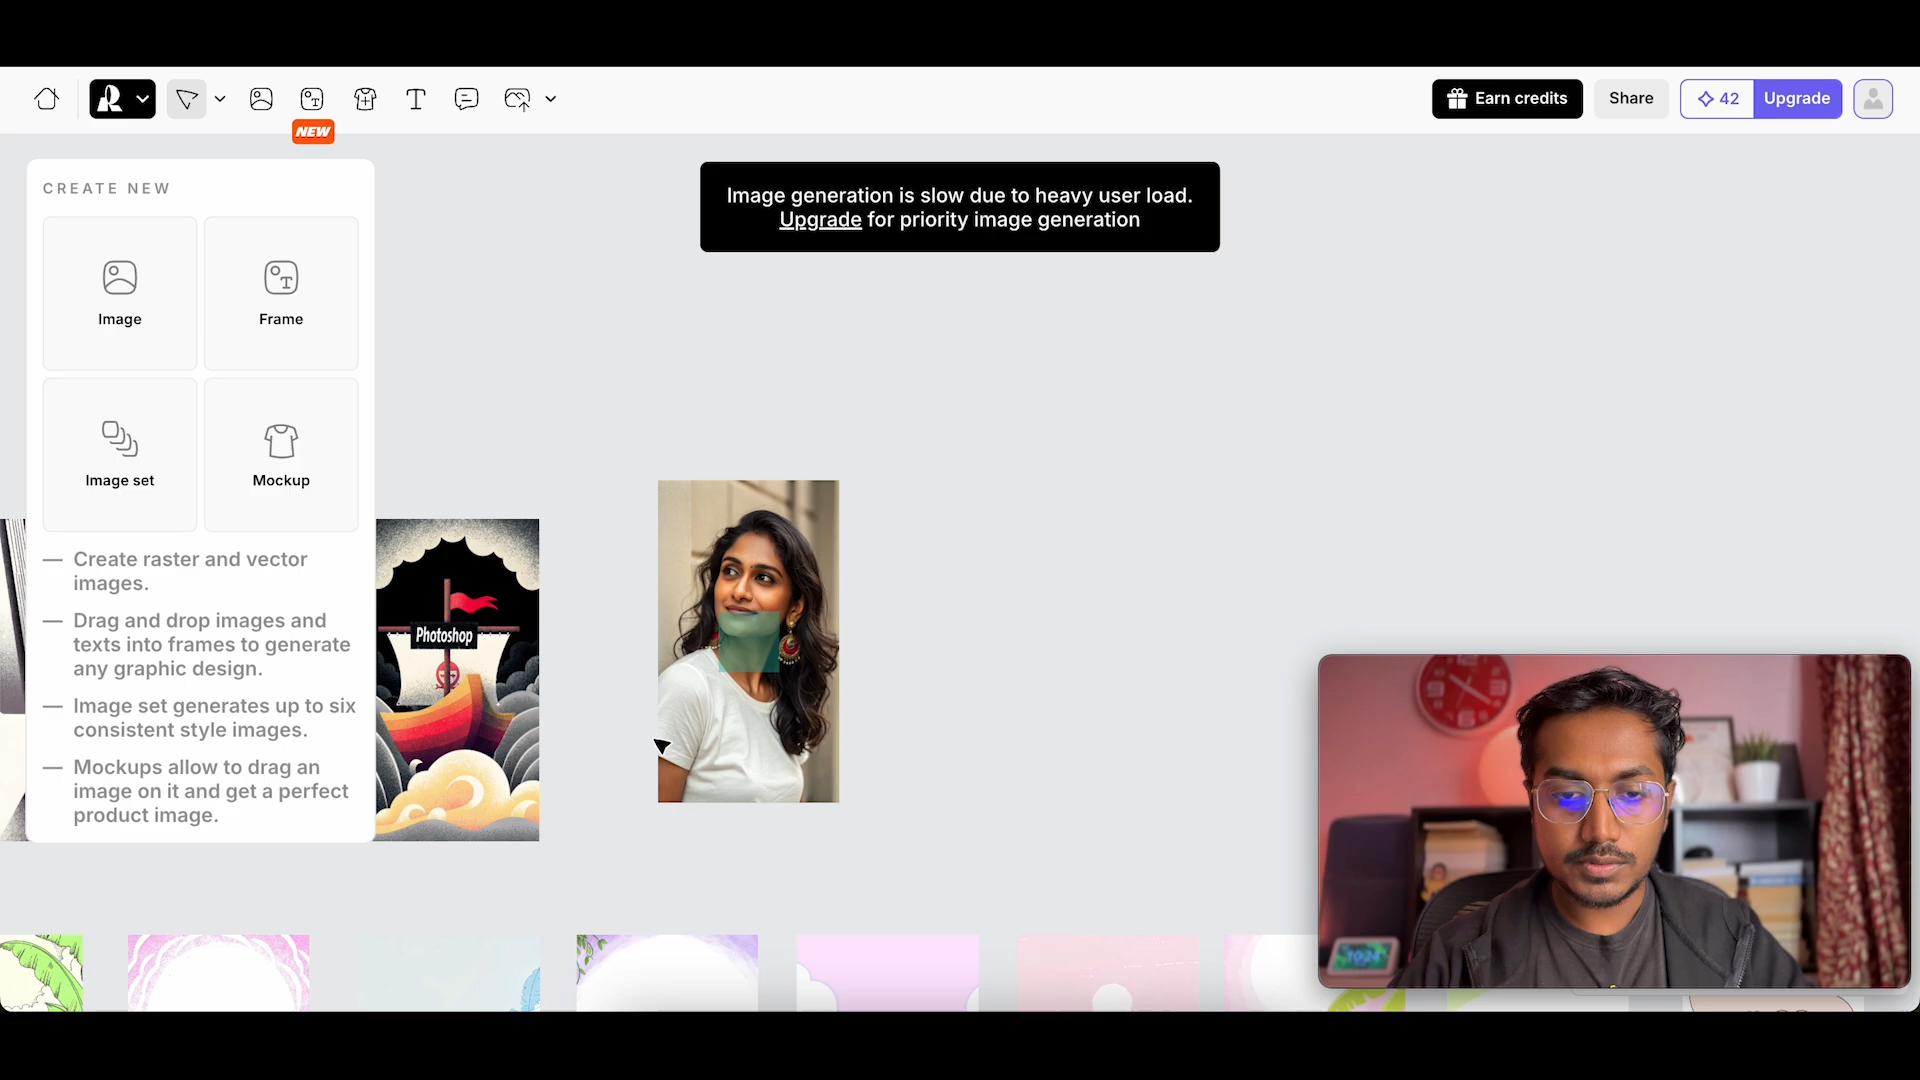 Earn credits
Share
42
Upgrade
NEW
CREATE NEW
Image generation is slow due to heavy user load.
Upgrade for priority image generation
Image
Frame
Image set
Mockup
— Create raster and vector
images.
— Drag and drop images and
texts into frames to generate
any graphic design.
— Image set generates up to six
consistent style images.
— Mockups allow to drag an
image on it and get a perfect
product image.
Photoshop